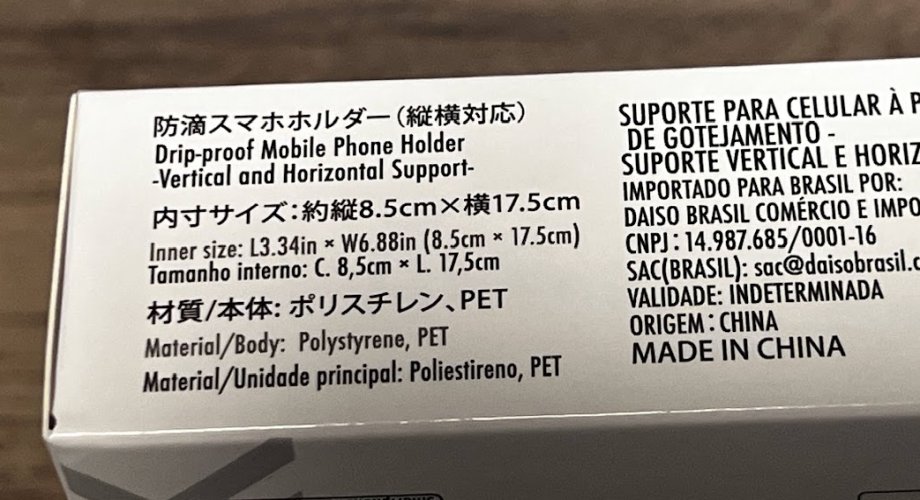 防滴スマホホルダー(縦横対応)
Drip-proof Mobile Phone Holder
-Vertical and Horizontal Support-
内寸サイズ:約縦8.5cm×横17.5cm
Inner size: L3.34in × W6.88in (8.5cm × 17.5cm)
Tamanho interno: C. 8,5cm × L. 17,5cm
材質/本体: ポリスチレン、PET
Material/Body: Polystyrene, PET
Material/Unidade principal: Poliestireno, PET
SUPORTE PARA CELULAR À P
DE GOTEJAMENTO -
SUPORTE VERTICAL E HORIZ
IMPORTADO PARA BRASIL POR:
DAISO BRASIL COMÉRCIO E IMPO
CNPJ: 14.987.685/0001-16
SAC(BRASIL): sac@daisobrasil.c
VALIDADE: INDETERMINADA
ORIGEM: CHINA
MADE IN CHINA